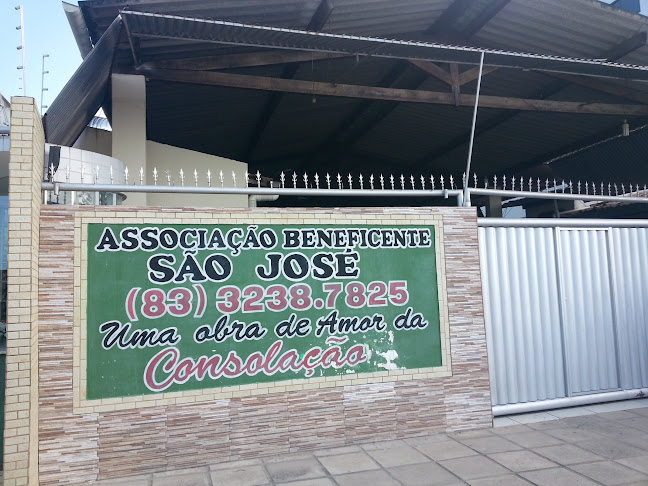 ASSOCIAÇÃO BENEFICENTE
SÃO JOSÉ
(83) 3238.7825
Uma obra de Amor da
Consolação